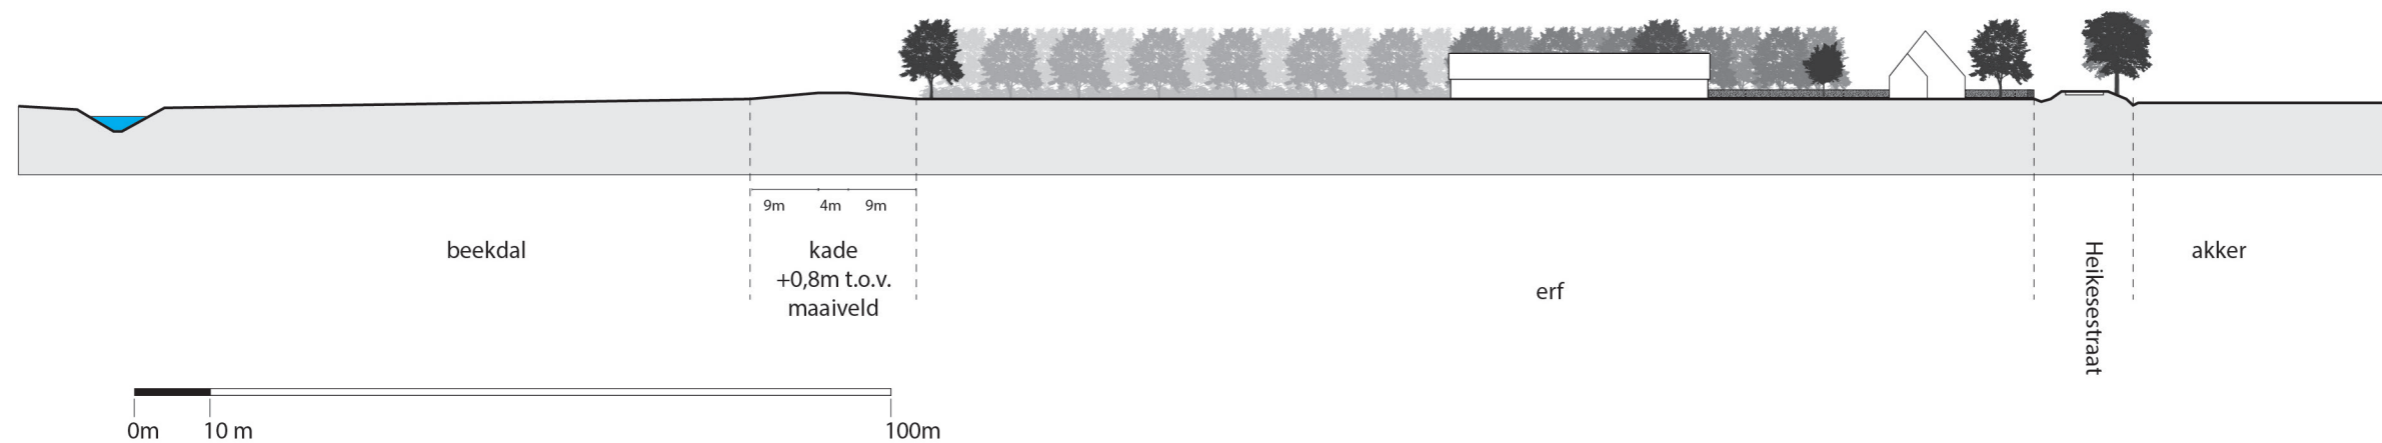 9m 4m 9m
beekdal
kade
+0,8m t.o.v.
maaiveld
erf
Heikesestraat
akker
0m 10 m 100m